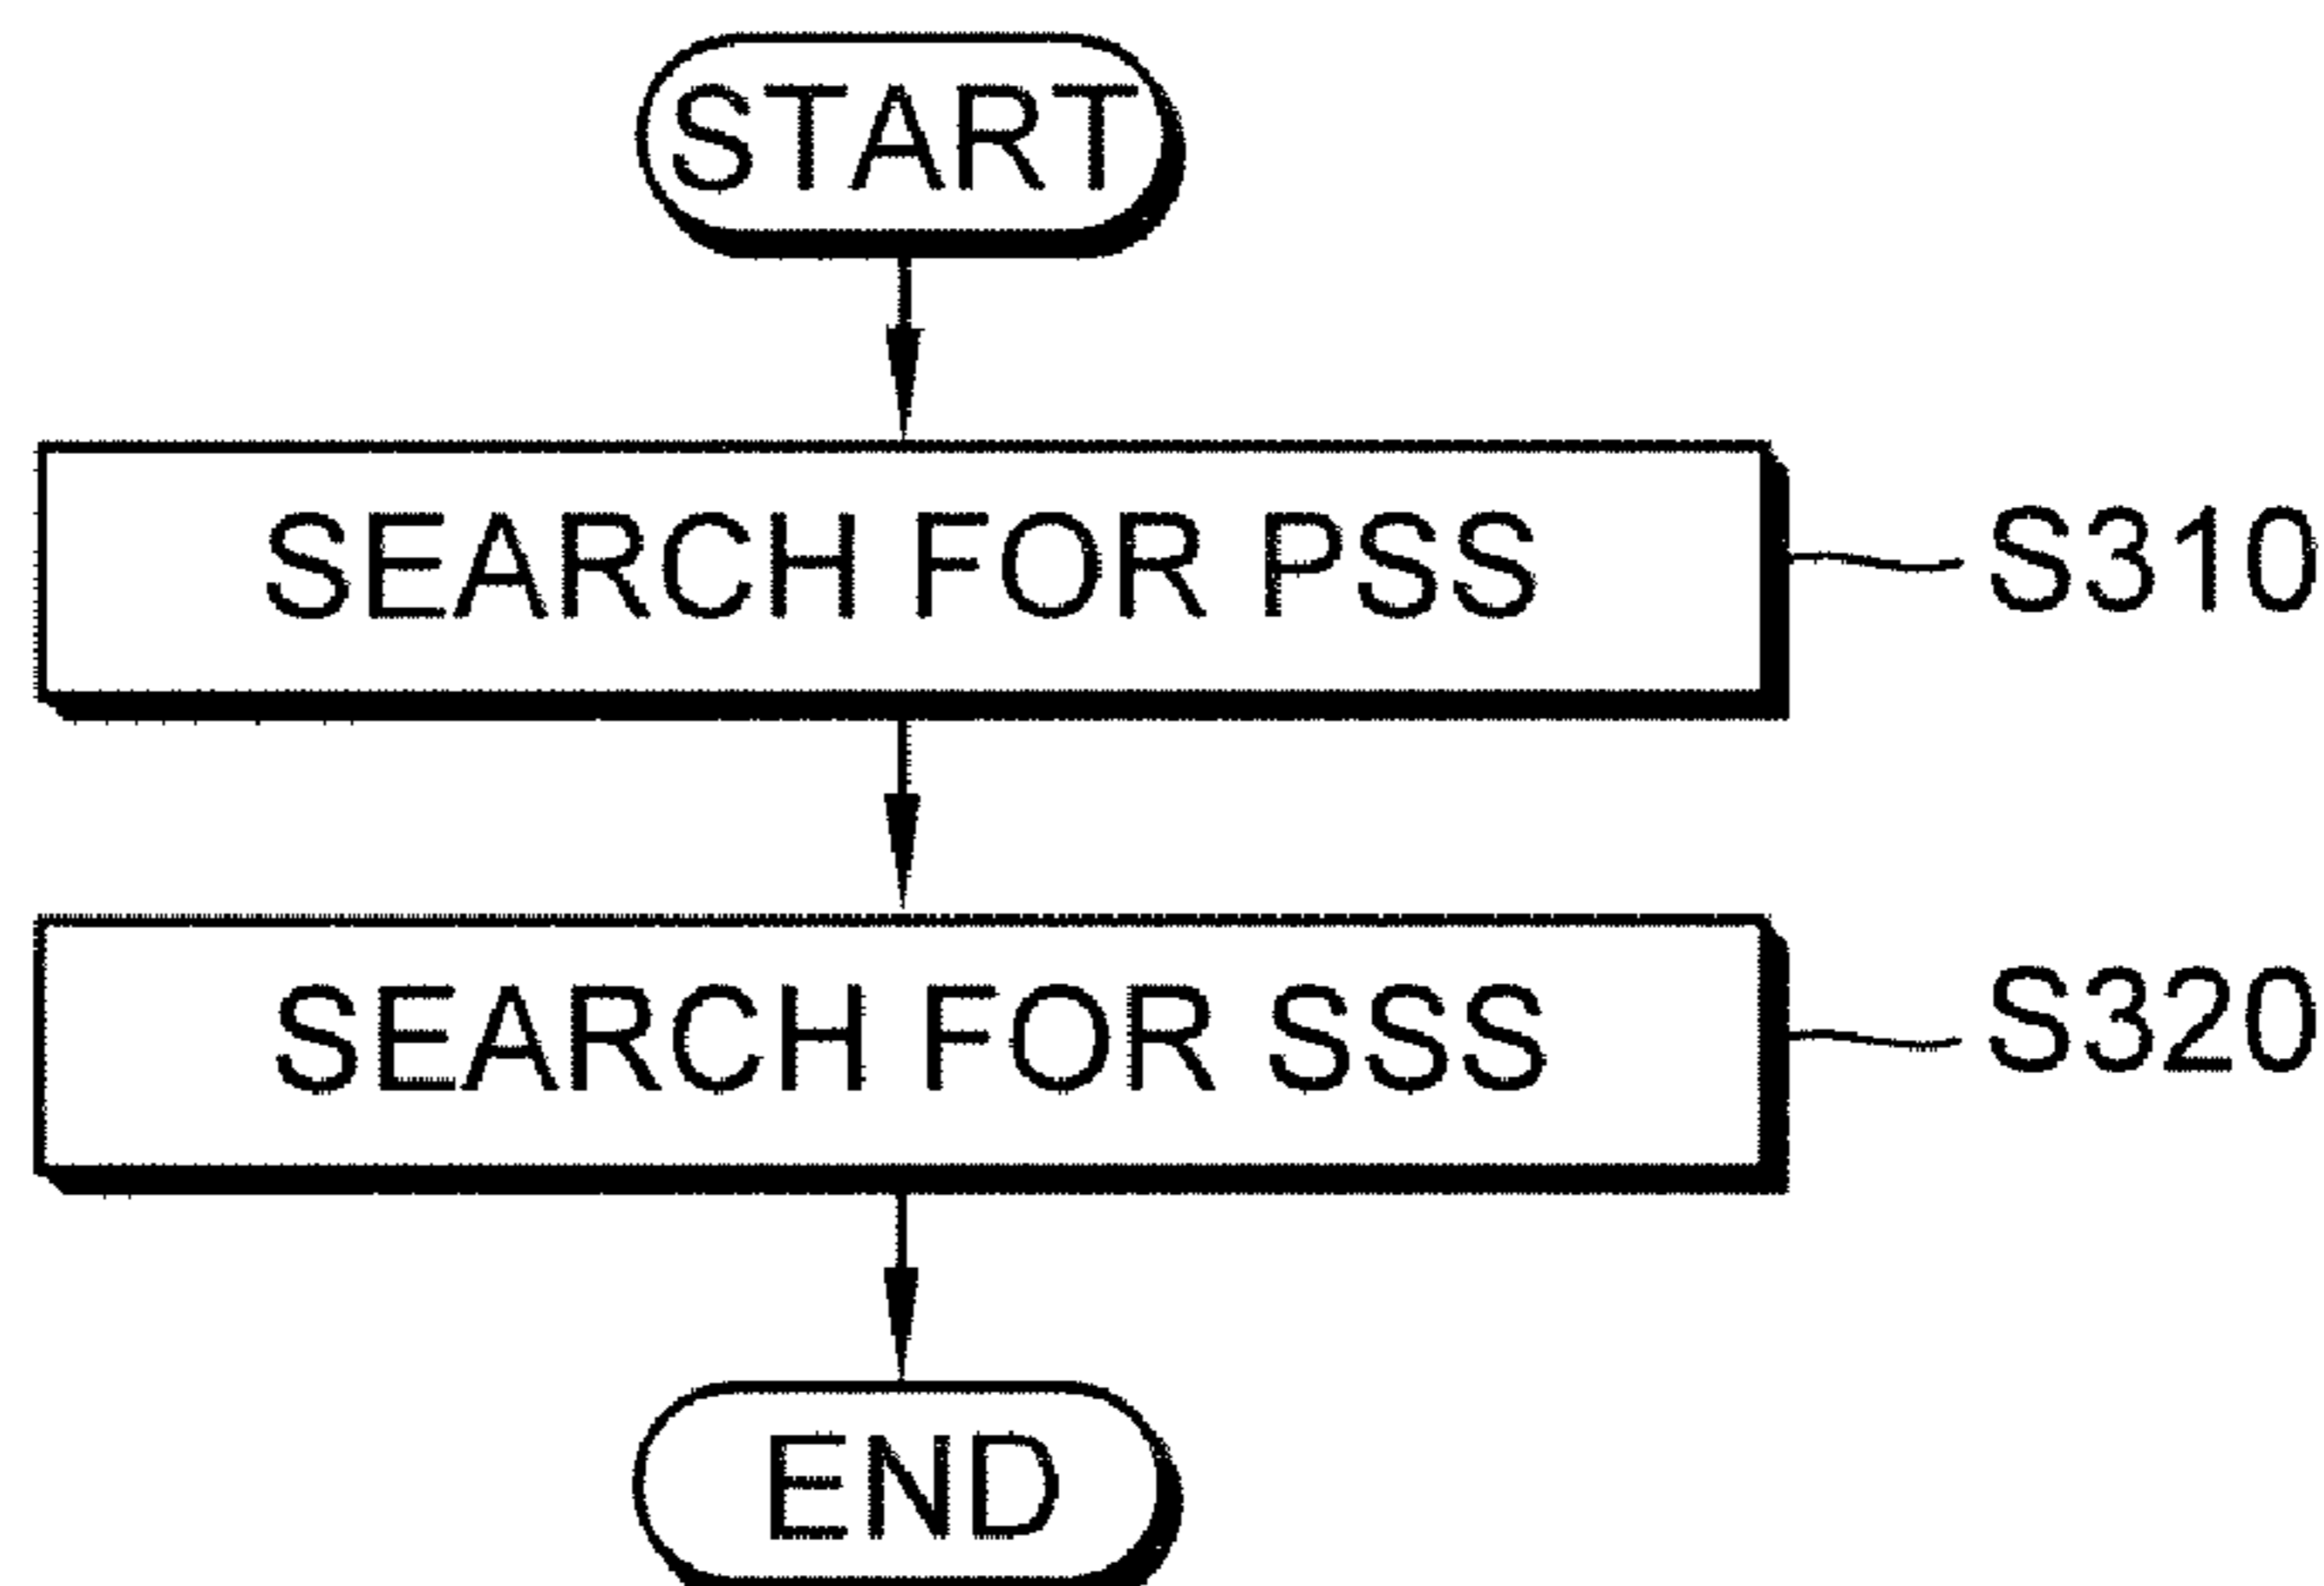 START
SEARCH FOR PSS
S310
SEARCH FOR SSS
S320
END